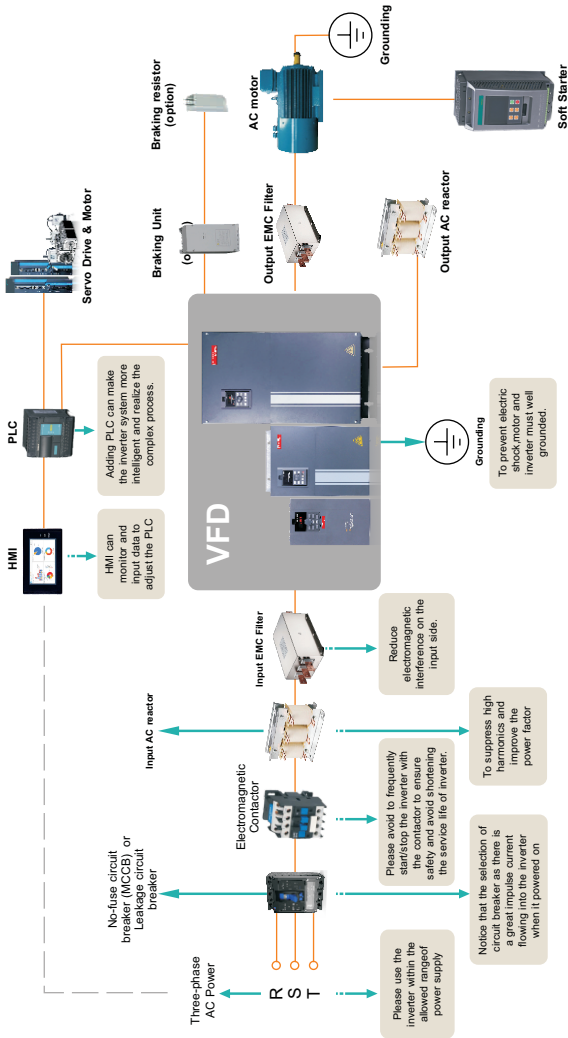 Three-phase
AC Power
R
S
T
Please use the
inverter within the
allowed rangeof
power supply
No-fuse circuit
breaker (MCCB) or
Leakage circuit
breaker
Notice that the selection of
circuit breaker as there is
a great impulse current
flowing into the inverter
when it powered on
Electromagnetic
Contactor
Please avoid to frequently
start/stop the inverter with
the contactor to ensure
safety and avoid shortening
the service life of inverter.
Input AC reactor
To suppress high
harmonics and
improve the
power factor
Input EMC Filter
Reduce
electromagnetic
interference on the
input side.
HMI
HMI can
monitor and
input data to
adjust the PLC
PLC
Adding PLC can make
the inverter system more
intelligent and realize the
complex process.
VFD
Grounding
To prevent electric
shock,motor and
inverter must well
grounded.
Servo Drive & Motor
Braking Unit
(o
Braking resistor
(option)
Output EMC Filter
AC motor
Grounding
Output AC reactor
Soft Starter